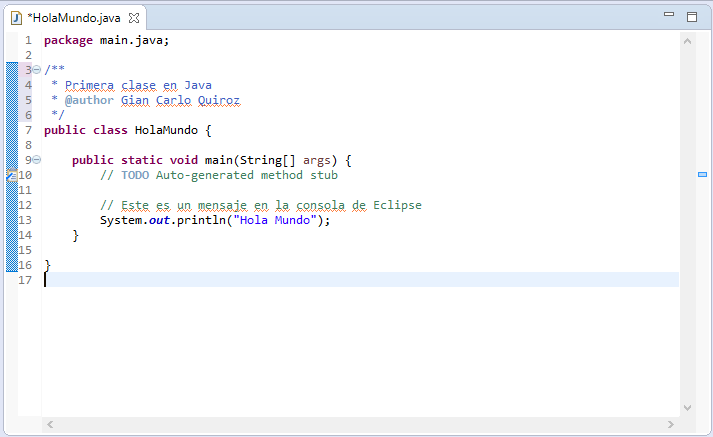 *HolaMundo.java
1 package main.java;
2
3 /**
4  * Primera clase en Java
5  * @author Gian Carlo Quiroz
6  */
7 public class HolaMundo {
8
9     public static void main(String[] args) {
10         // TODO Auto-generated method stub
11
12         // Este es un mensaje en la consola de Eclipse
13         System.out.println("Hola Mundo");
14     }
15
16 }
17